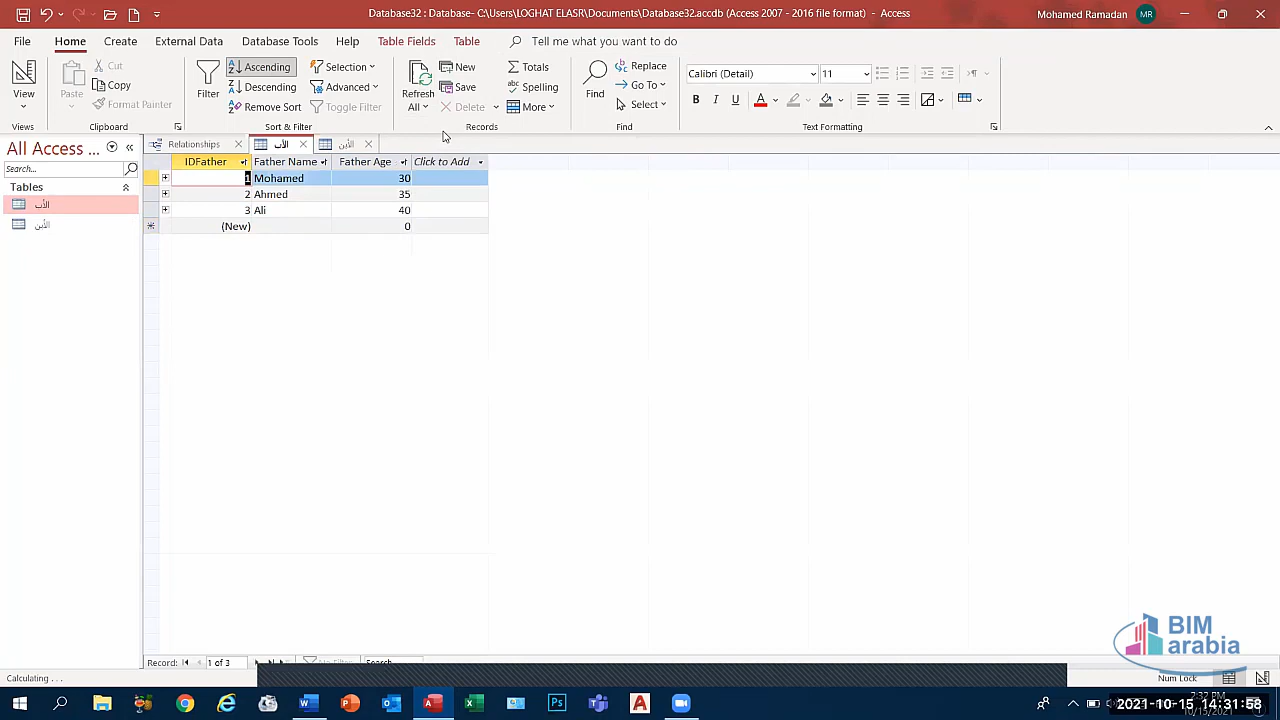 Database32 : Database- C:\Users\LOGHAT ELASR\Documents\Database32.accdb (Access 2007 - 2016 file format) - Access
Mohamed Ramadan
MR
File Home Create External Data Database Tools Help Table Fields Table Tell me what you want to do
View
Views
Paste
Cut
Copy
Format Painter
Clipboard
Filter
Ascending
Descending
Remove Sort
Selection
Advanced
Toggle Filter
Sort & Filter
Refresh
All
New
Save
Delete
Totals
Spelling
More
Records
Find
Replace
Go To
Select
Find
Calibri (Detail) 11
B I U A
Text Formatting
All Access ...
Search...
Tables
الأب
الأبن
Relationships الأب الأبن
IDFather Father Name Father Age Click to Add
1 Mohamed 30
2 Ahmed 35
3 Ali 40
(New) 0
BIM
arabia
Record: 1 of 3 No Filter Search
Calculating . . .
Num Lock
2021-10-15 14:31:58